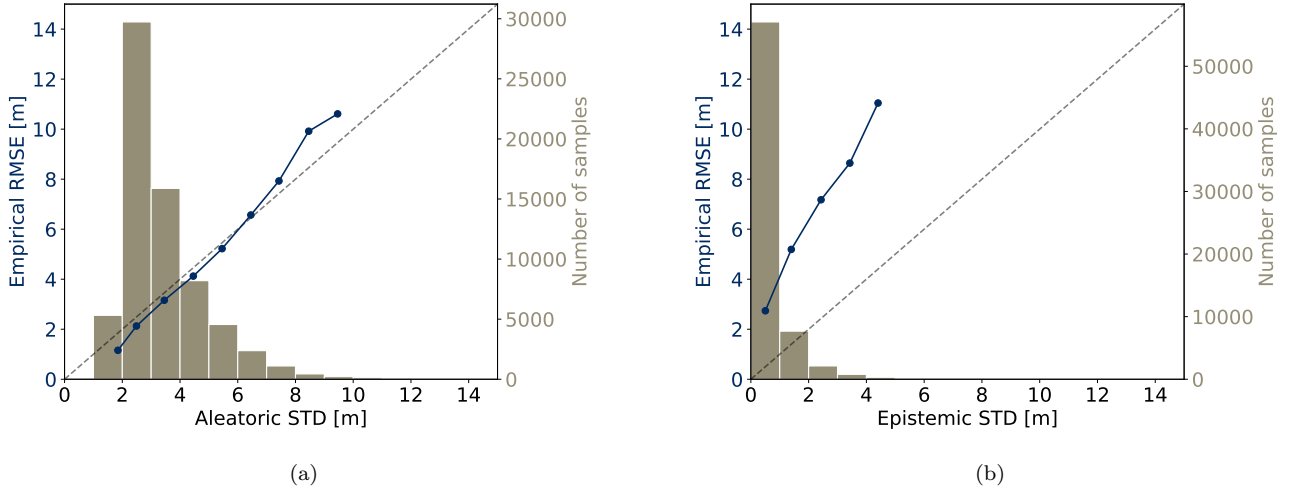 14
12
10
8
6
4
2
0
Empirical RMSE [m]
0 2 4 6 8 10 12 14
Aleatoric STD [m]
30000
25000
20000
15000
10000
5000
0
Number of samples
(a)
14
12
10
8
6
4
2
0
Empirical RMSE [m]
0 2 4 6 8 10 12 14
Epistemic STD [m]
50000
40000
30000
20000
10000
0
Number of samples
(b)